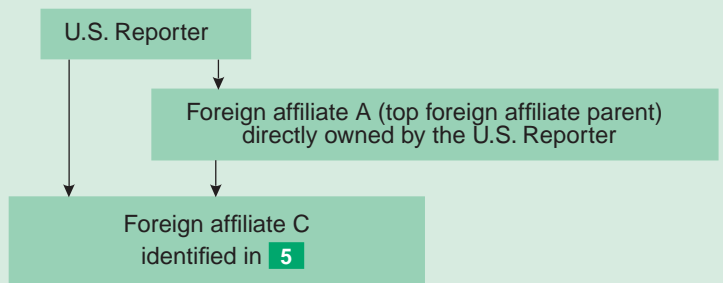 U.S. Reporter
Foreign affiliate A (top foreign affiliate parent)
directly owned by the U.S. Reporter
Foreign affiliate C
identified in 5